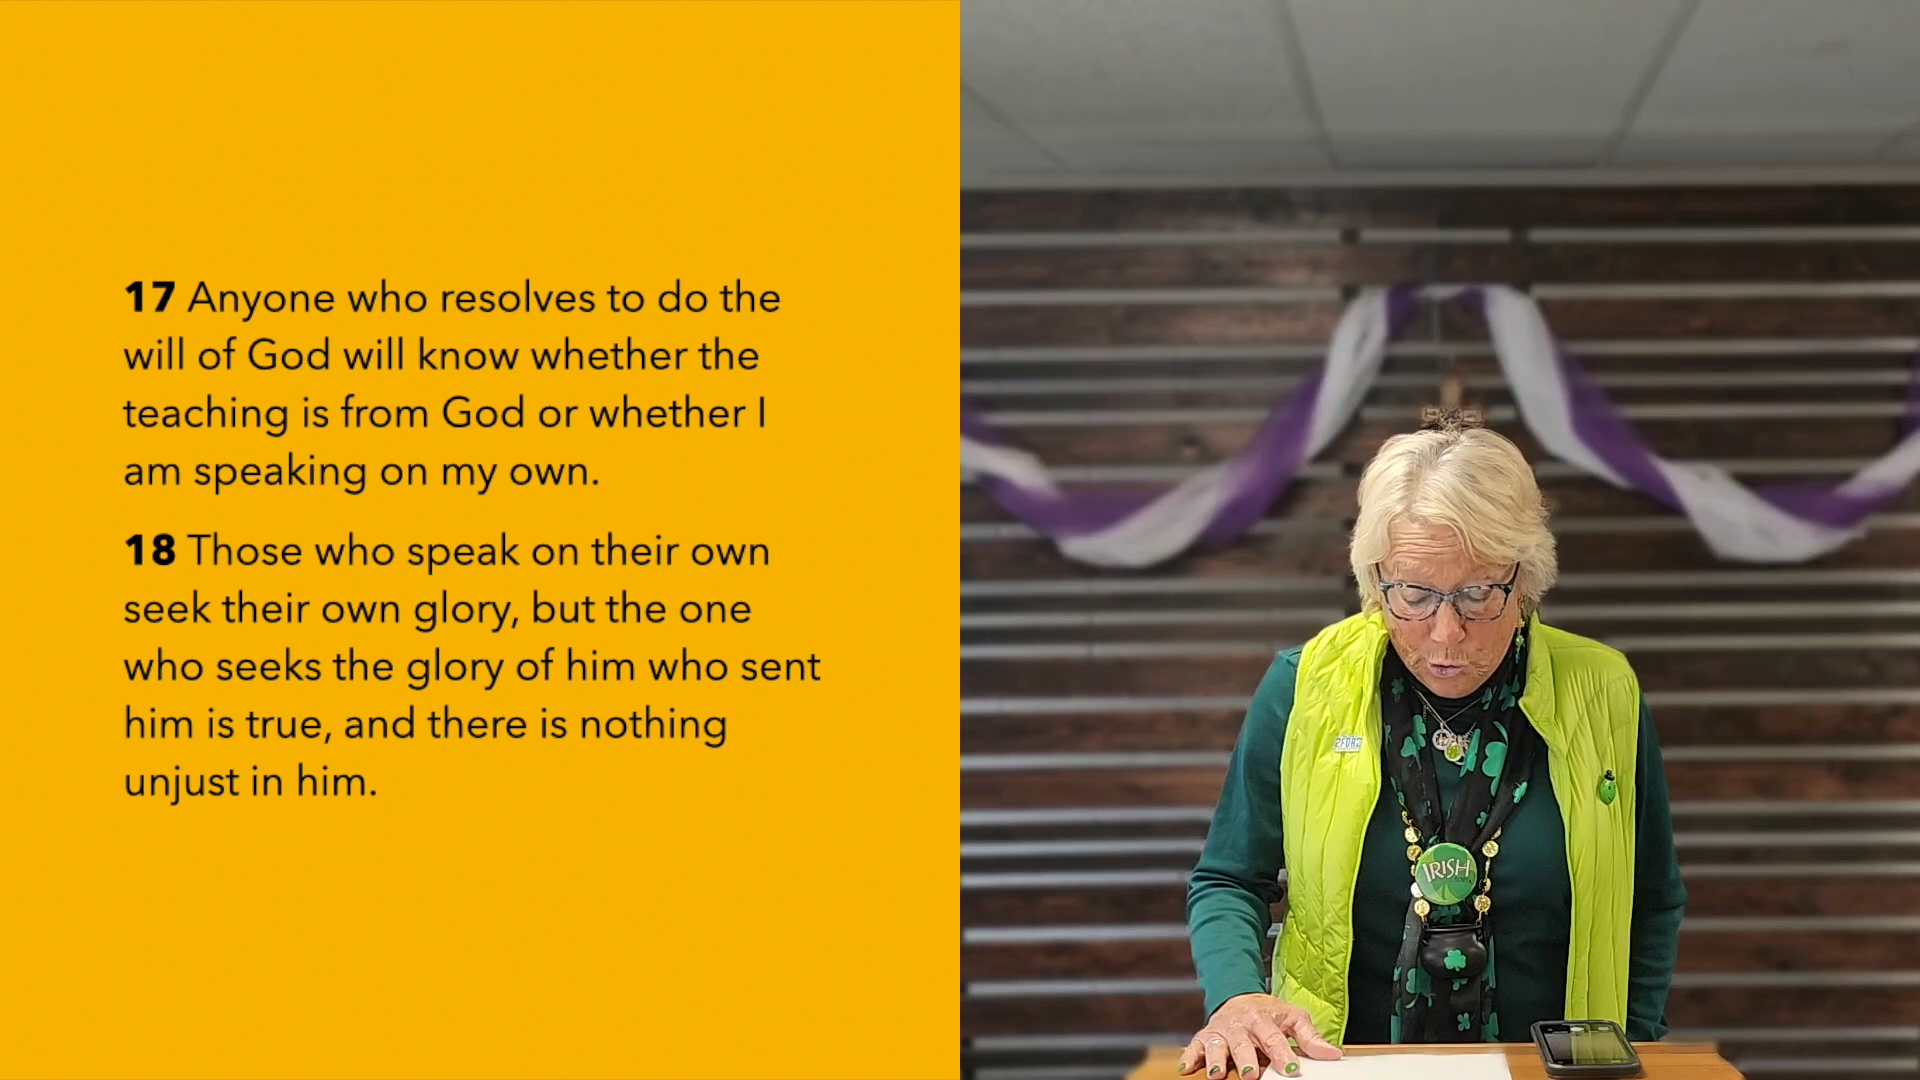 17 Anyone who resolves to do the
will of God will know whether the
teaching is from God or whether I
am speaking on my own.
18 Those who speak on their own
seek their own glory, but the one
who seeks the glory of him who sent
him is true, and there is nothing
unjust in him.
IRISH